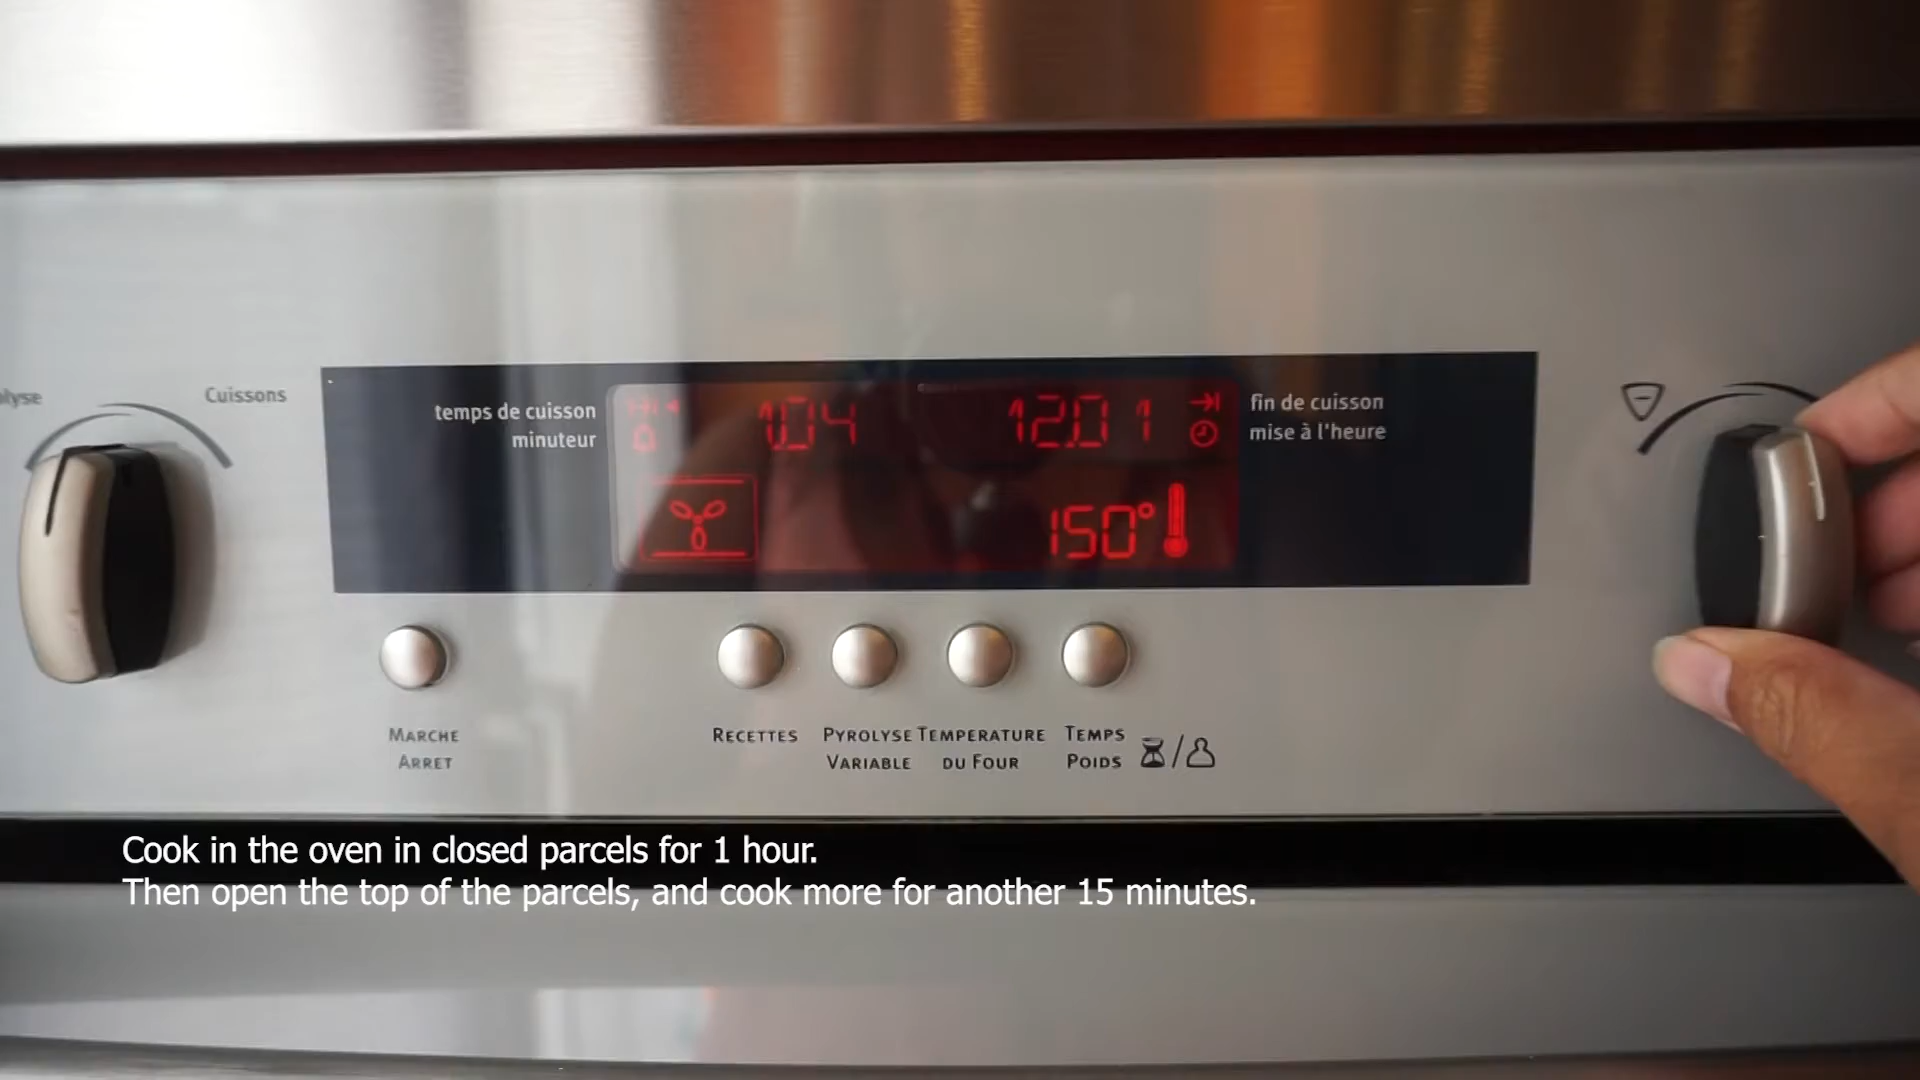 Cuissons
temps de cuisson
minuteur
1:04
12:01
fin de cuisson
mise à l'heure
150°
MARCHE
ARRET
RECETTES
PYROLYSE
VARIABLE
TEMPERATURE
DU FOUR
TEMPS
POIDS
Cook in the oven in closed parcels for 1 hour.
Then open the top of the parcels, and cook more for another 15 minutes.